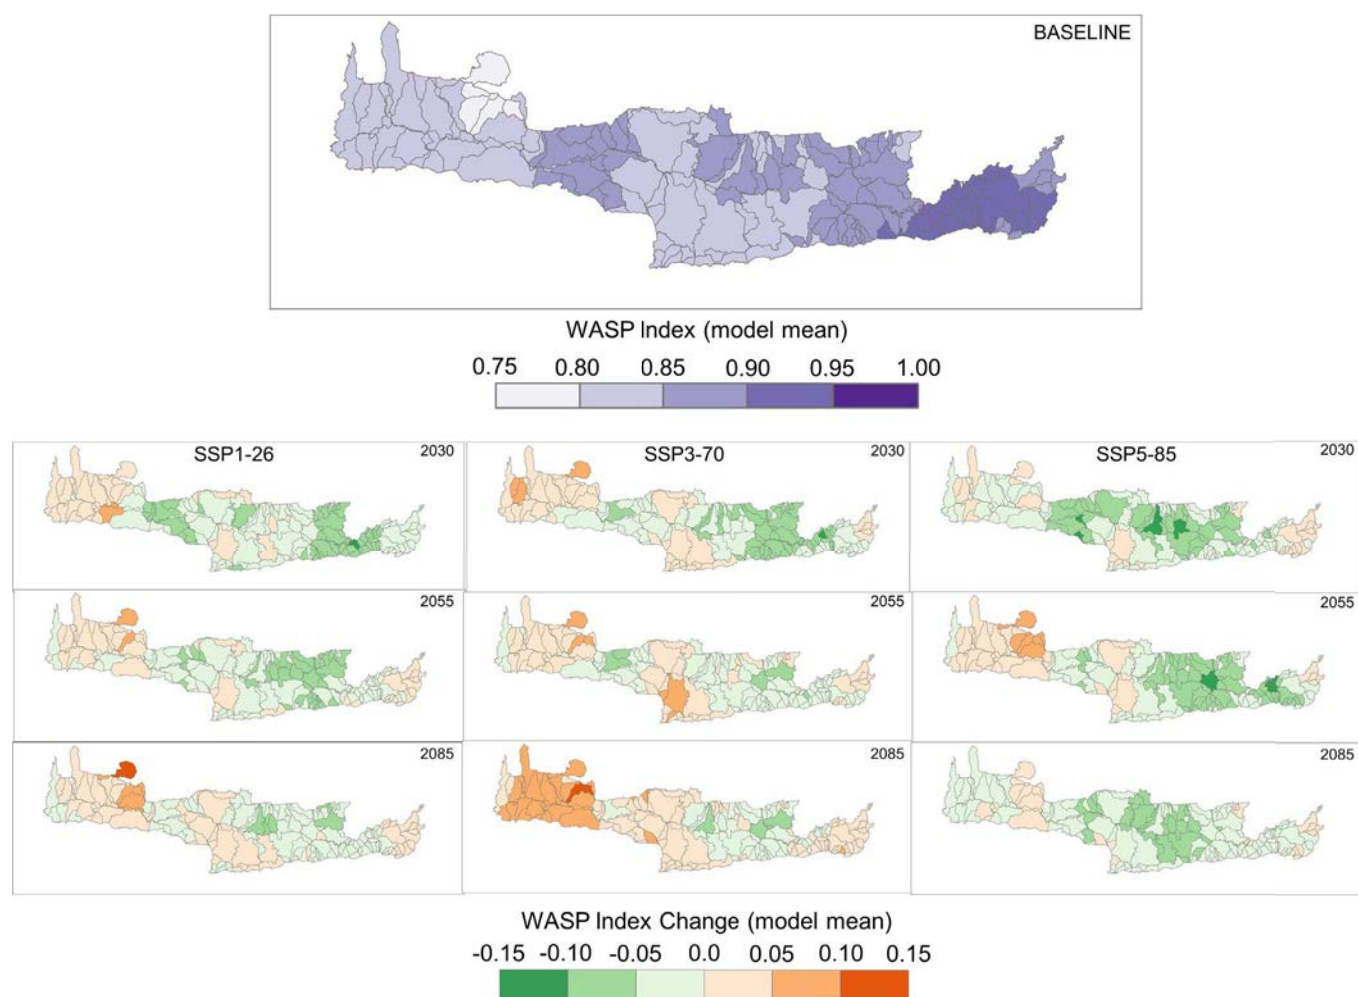 BASELINE
WASP Index (model mean)
0.75 0.80 0.85 0.90 0.95 1.00
SSP1-26 2030 SSP3-70 2030 SSP5-85 2030
2055 2055 2055
2085 2085 2085
WASP Index Change (model mean)
-0.15 -0.10 -0.05 0.0 0.05 0.10 0.15